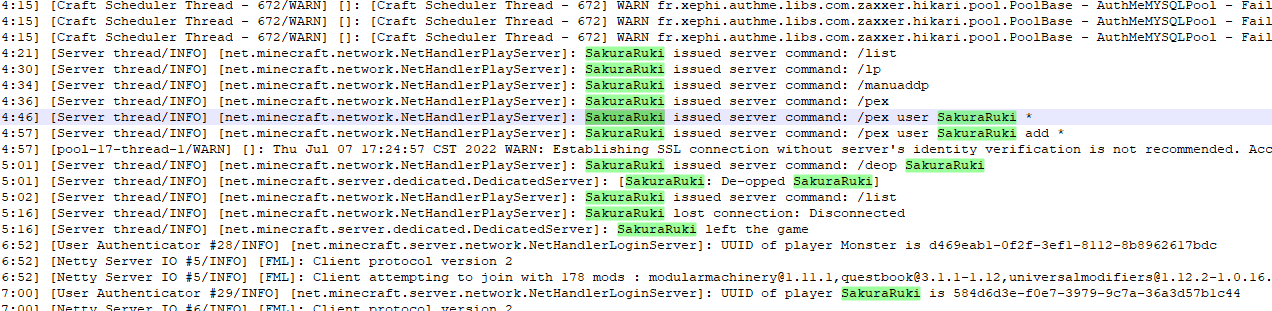 4:15] [Craft Scheduler Thread - 672/WARN] []: [Craft Scheduler Thread - 672] WARN fr.xephi.authme.libs.com.zaxxer.hikari.pool.PoolBase - AuthMeMYSQLPool - Fail
4:15] [Craft Scheduler Thread - 672/WARN] []: [Craft Scheduler Thread - 672] WARN fr.xephi.authme.libs.com.zaxxer.hikari.pool.PoolBase - AuthMeMYSQLPool - Fail
4:15] [Craft Scheduler Thread - 672/WARN] []: [Craft Scheduler Thread - 672] WARN fr.xephi.authme.libs.com.zaxxer.hikari.pool.PoolBase - AuthMeMYSQLPool - Fail
4:21] [Server thread/INFO] [net.minecraft.network.NetHandlerPlayServer]: SakuraRuki issued server command: /list
4:30] [Server thread/INFO] [net.minecraft.network.NetHandlerPlayServer]: SakuraRuki issued server command: /lp
4:34] [Server thread/INFO] [net.minecraft.network.NetHandlerPlayServer]: SakuraRuki issued server command: /manuaddp
4:36] [Server thread/INFO] [net.minecraft.network.NetHandlerPlayServer]: SakuraRuki issued server command: /pex
4:46] [Server thread/INFO] [net.minecraft.network.NetHandlerPlayServer]: SakuraRuki issued server command: /pex user SakuraRuki *
4:57] [Server thread/INFO] [net.minecraft.network.NetHandlerPlayServer]: SakuraRuki issued server command: /pex user SakuraRuki add *
4:57] [pool-17-thread-1/WARN] []: Thu Jul 07 17:24:57 CST 2022 WARN: Establishing SSL connection without server's identity verification is not recommended. Acc
5:01] [Server thread/INFO] [net.minecraft.network.NetHandlerPlayServer]: SakuraRuki issued server command: /deop SakuraRuki
5:01] [Server thread/INFO] [net.minecraft.server.dedicated.DedicatedServer]: [SakuraRuki: De-opped SakuraRuki]
5:02] [Server thread/INFO] [net.minecraft.network.NetHandlerPlayServer]: SakuraRuki issued server command: /list
5:16] [Server thread/INFO] [net.minecraft.network.NetHandlerPlayServer]: SakuraRuki lost connection: Disconnected
5:16] [Server thread/INFO] [net.minecraft.server.dedicated.DedicatedServer]: SakuraRuki left the game
6:52] [User Authenticator #28/INFO] [net.minecraft.server.network.NetHandlerLoginServer]: UUID of player Monster is d469eab1-0f2f-3ef1-8112-8b8962617bdc
6:52] [Netty Server IO #5/INFO] [FML]: Client protocol version 2
6:52] [Netty Server IO #5/INFO] [FML]: Client attempting to join with 178 mods : modularmachinery@1.11.1,questbook@3.1.1-1.12,universalmodifiers@1.12.2-1.0.16.
7:00] [User Authenticator #29/INFO] [net.minecraft.server.network.NetHandlerLoginServer]: UUID of player SakuraRuki is 584d6d3e-f0e7-3979-9c7a-36a3d57b1c44
7:00] [Netty Server IO #6/INFO] [FML]: Client protocol version 2